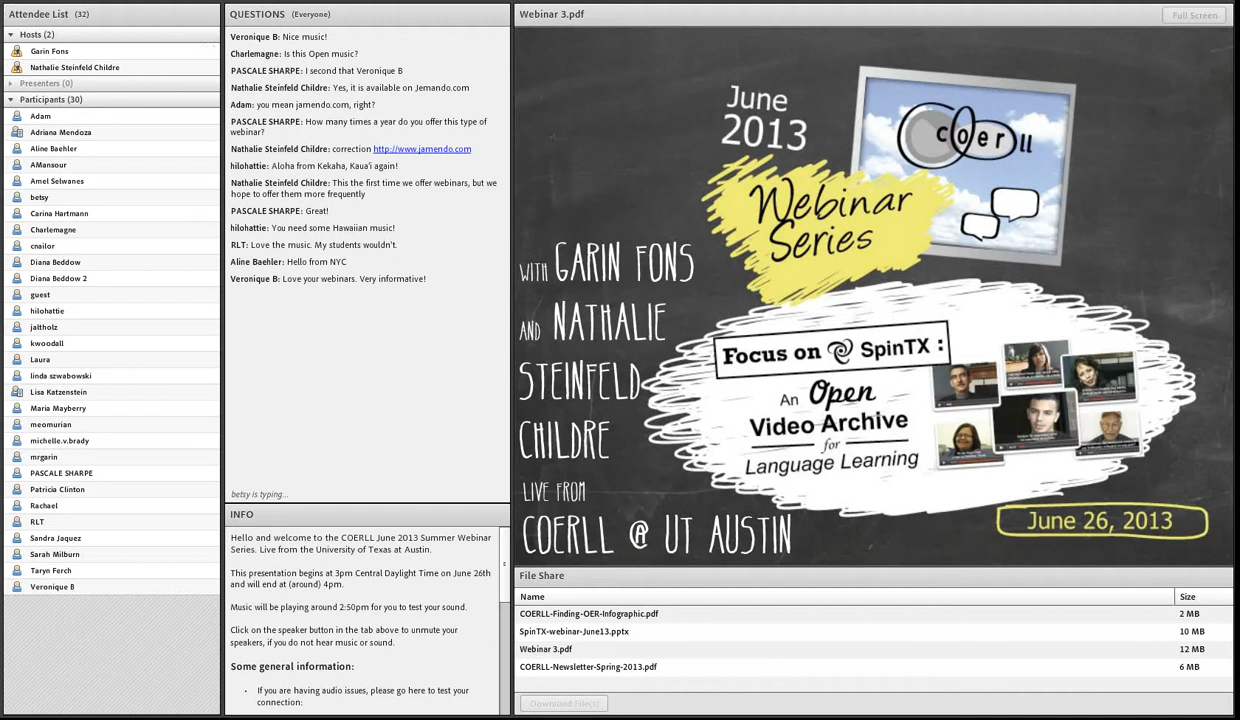 Attendee List (32)
Hosts (2)
Garin Fons
Nathalie Steinfeld Childre
Presenters (0)
Participants (30)
Adam
Adriana Mendoza
Aline Baehler
AMansour
Amel Selwanes
betsy
Carina Hartmann
Charlemagne
cnailor
Diana Beddow
Diana Beddow 2
guest
hilohattie
jaltholz
kwoodall
Laura
linda szwabowski
Lisa Katzenstein
Maria Mayberry
meomurian
michelle.v.brady
mrgarin
PASCALE SHARPE
Patricia Clinton
Rachael
RLT
Sandra Jaquez
Sarah Milburn
Taryn Ferch
Veronique B
QUESTIONS (Everyone)
Veronique B: Nice music!
Charlemagne: Is this Open music?
PASCALE SHARPE: I second that Veronique B
Nathalie Steinfeld Childre: Yes, it is available on Jemando.com
Adam: you mean jamendo.com, right?
PASCALE SHARPE: How many times a year do you offer this type of
webinar?
Nathalie Steinfeld Childre: correction http://www.jamendo.com
hilohattie: Aloha from Kekaha, Kaua'i again!
Nathalie Steinfeld Childre: This the first time we offer webinars, but we
hope to offer them more frequently
PASCALE SHARPE: Great!
hilohattie: You need some Hawaiian music!
RLT: Love the music. My students wouldn't.
Aline Baehler: Hello from NYC
Veronique B: Love your webinars. Very informative!
betsy is typing...
INFO
Hello and welcome to the COERLL June 2013 Summer Webinar
Series. Live from the University of Texas at Austin.
This presentation begins at 3pm Central Daylight Time on June 26th
and will end at (around) 4pm.
Music will be playing around 2:50pm for you to test your sound.
Click on the speaker button in the tab above to unmute your
speakers, if you do not hear music or sound.
Some general information:
• If you are having audio issues, please go here to test your
connection:
Webinar 3.pdf
Full Screen
June
2013
coerll
Webinar
Series
WITH GARIN FONS
AND NATHALIE
STEINFELD
CHILDRE
LIVE FROM
COERLL @ UT AUSTIN
Focus on SpinTX :
An Open
Video Archive
for
Language Learning
June 26, 2013
File Share
Name Size
COERLL-Finding-OER-Infographic.pdf 2 MB
SpinTX-webinar-June13.pptx 10 MB
Webinar 3.pdf 12 MB
COERLL-Newsletter-Spring-2013.pdf 6 MB
Download File(s)